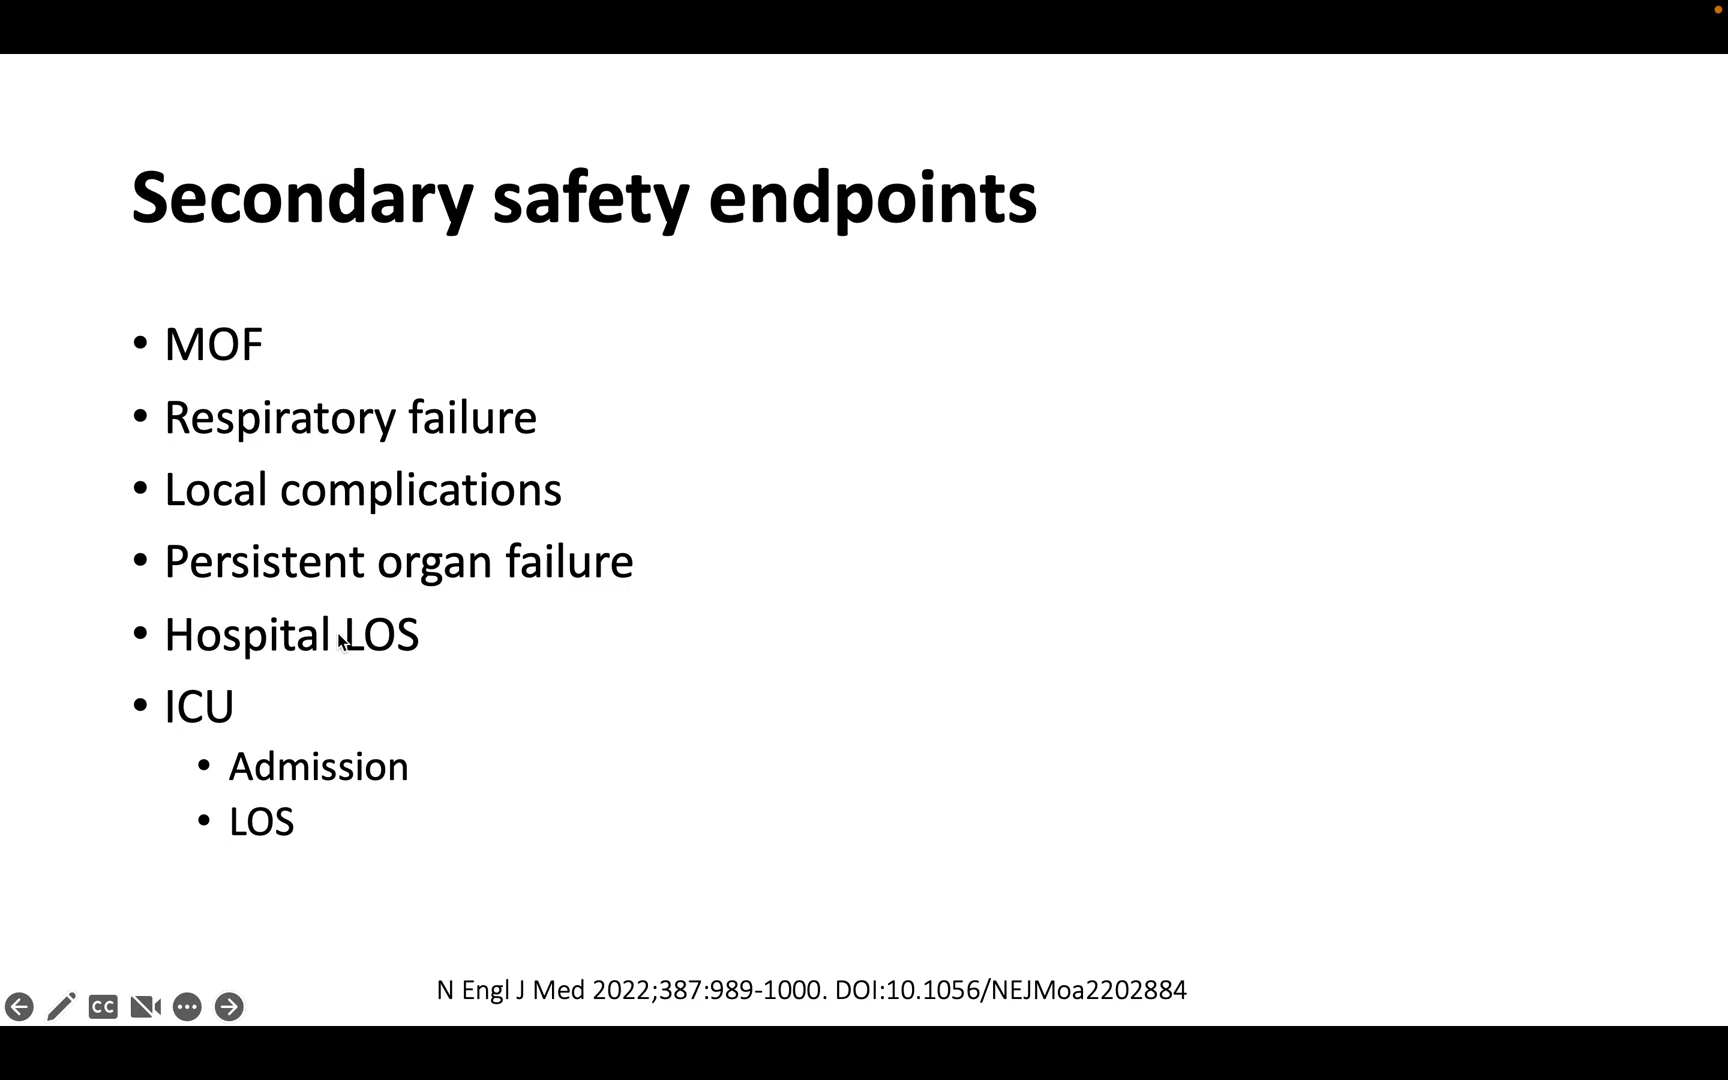 Secondary safety endpoints
• MOF
• Respiratory failure
• Local complications
• Persistent organ failure
• Hospital LOS
• ICU
• Admission
• LOS
N Engl J Med 2022;387:989-1000. DOI:10.1056/NEJMoa2202884
CC